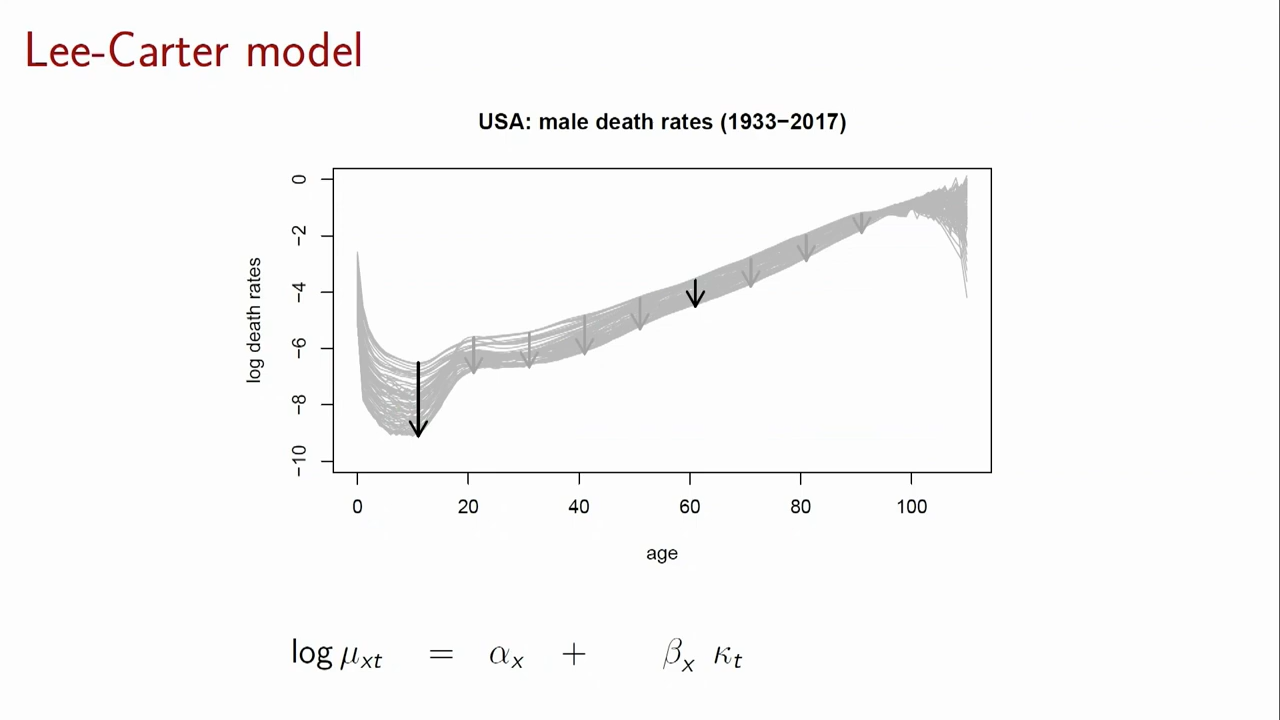 Lee-Carter model
USA: male death rates (1933−2017)
log death rates
0
−2
−4
−6
−8
−10
0 20 40 60 80 100
age
log μxt = αx + βx κt